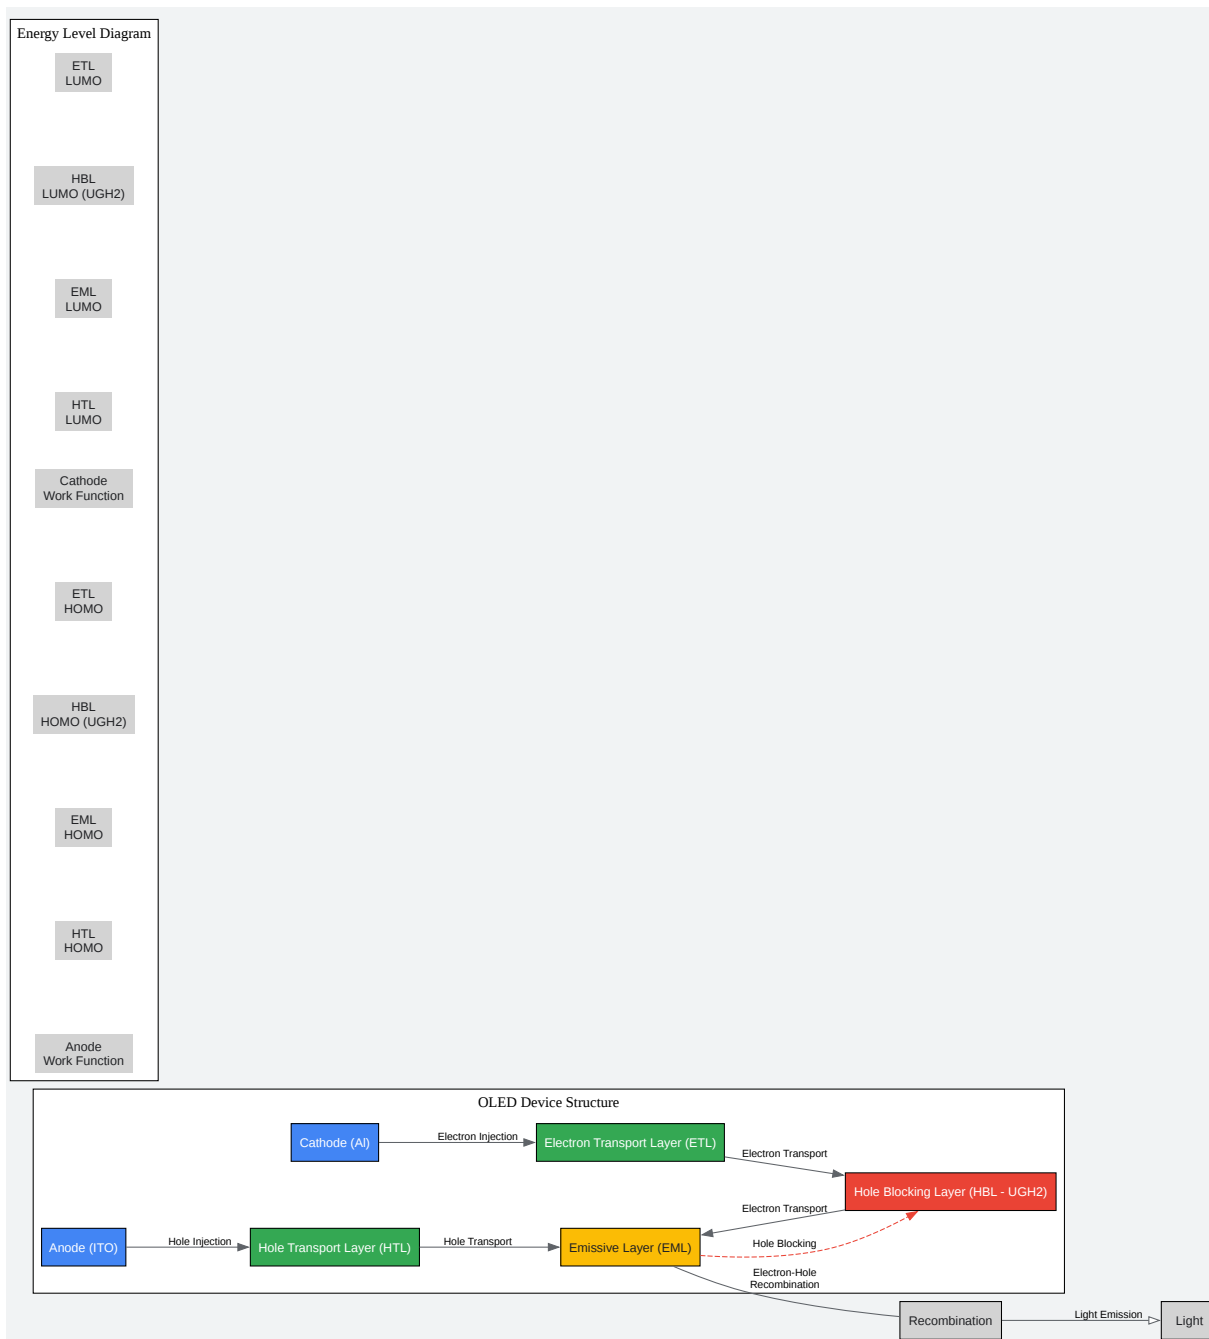 Energy Level Diagram
ETL
LUMO
HBL
LUMO (UGH2)
EML
LUMO
HTL
LUMO
Cathode
Work Function
ETL
HOMO
HBL
HOMO (UGH2)
EML
HOMO
HTL
HOMO
Anode
Work Function
OLED Device Structure
Cathode (Al)
Electron Injection
Electron Transport Layer (ETL)
Electron Transport
Hole Blocking Layer (HBL - UGH2)
Electron Transport
Anode (ITO)
Hole Injection
Hole Transport Layer (HTL)
Hole Transport
Emissive Layer (EML)
Hole Blocking
Electron-Hole
Recombination
Recombination
Light Emission
Light